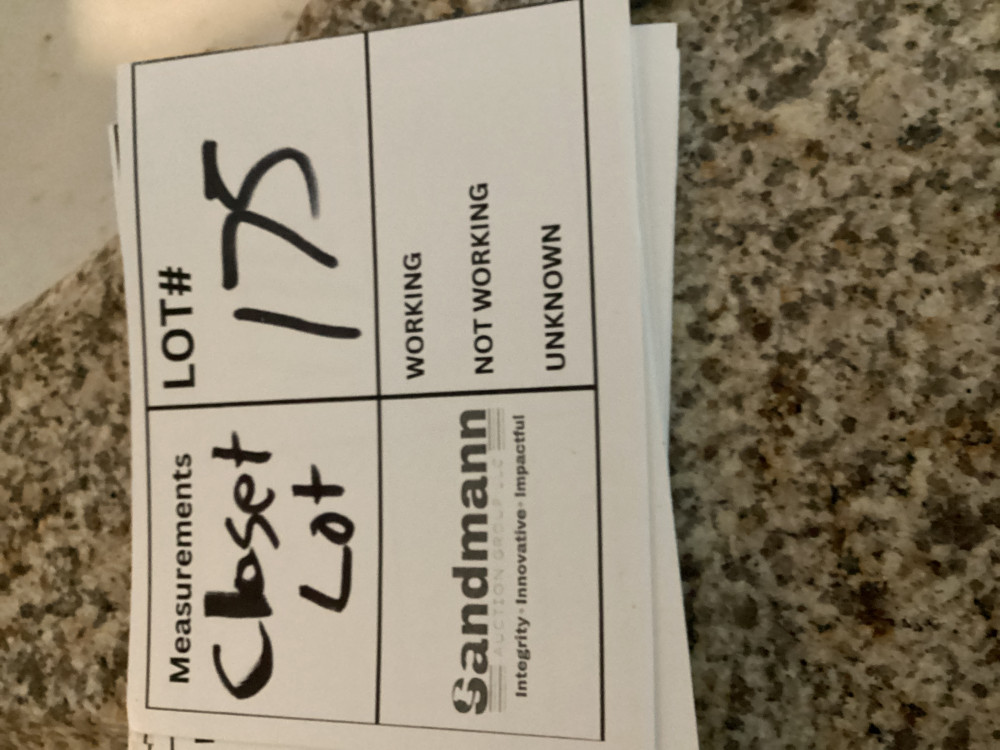 Measurements
Closet
Lot
LOT#
175
Sandmann
AUCTION GROUP LLC
Integrity · Innovative · Impactful
WORKING
NOT WORKING
UNKNOWN